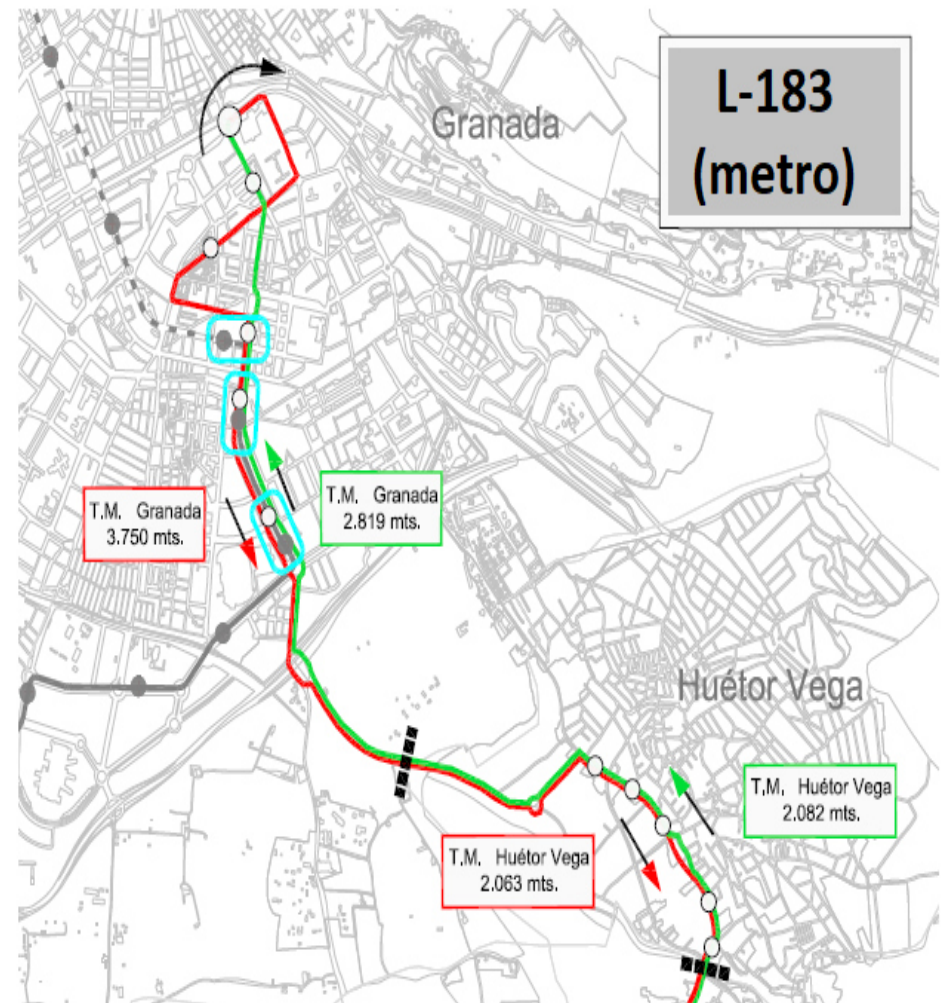 L-183
(metro)
Granada
T.M. Granada
3.750 mts.
T.M. Granada
2.819 mts.
Huétor Vega
T.M. Huétor Vega
2.082 mts.
T.M. Huétor Vega
2.063 mts.